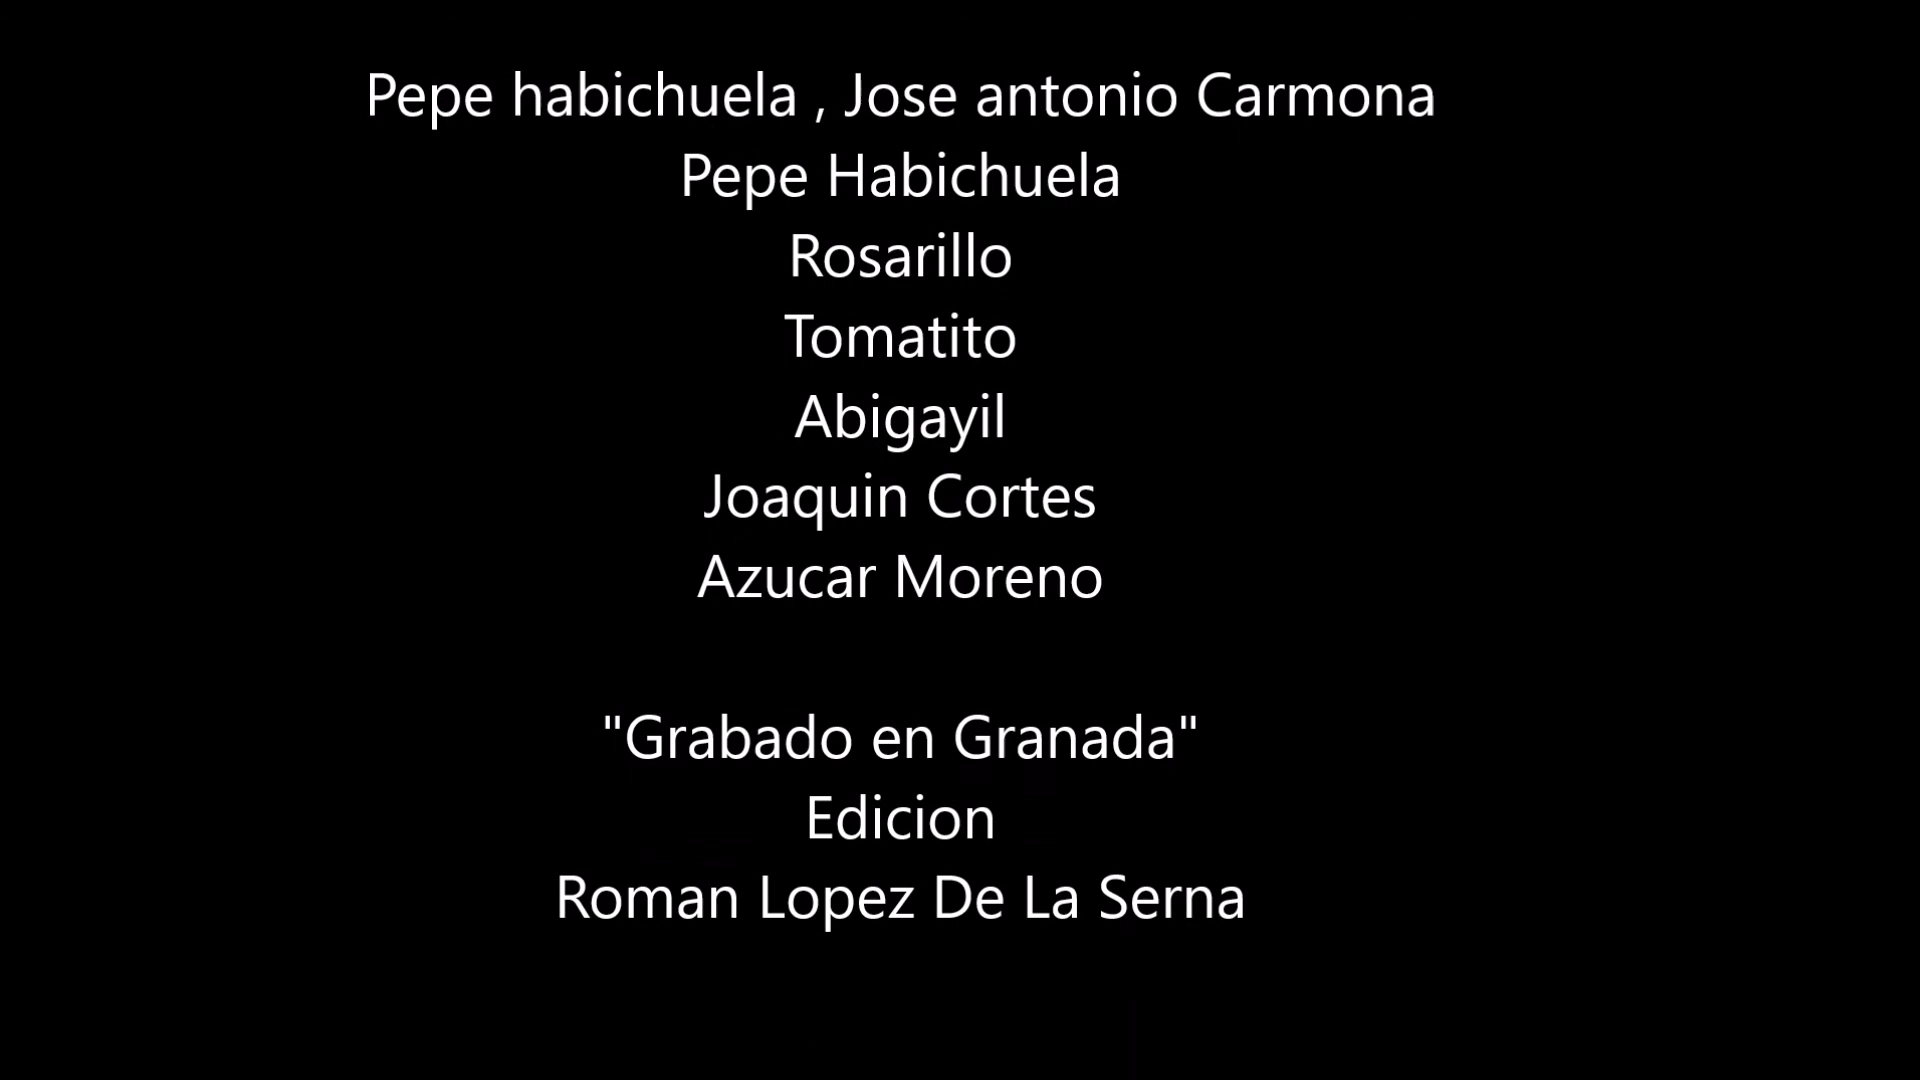 Pepe habichuela , Jose antonio Carmona
Pepe Habichuela
Rosarillo
Tomatito
Abigayil
Joaquin Cortes
Azucar Moreno
"Grabado en Granada"
Edicion
Roman Lopez De La Serna